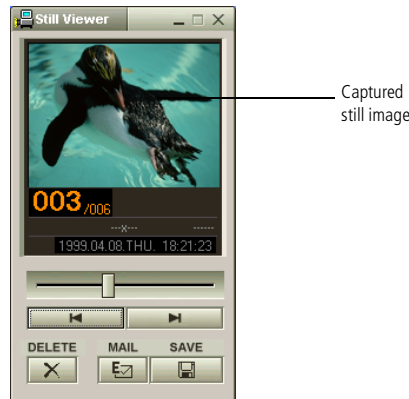 Still Viewer
Captured
still image
003/006
---x--- ------
1999.04.08.THU. 18:21:23
DELETE MAIL SAVE
E